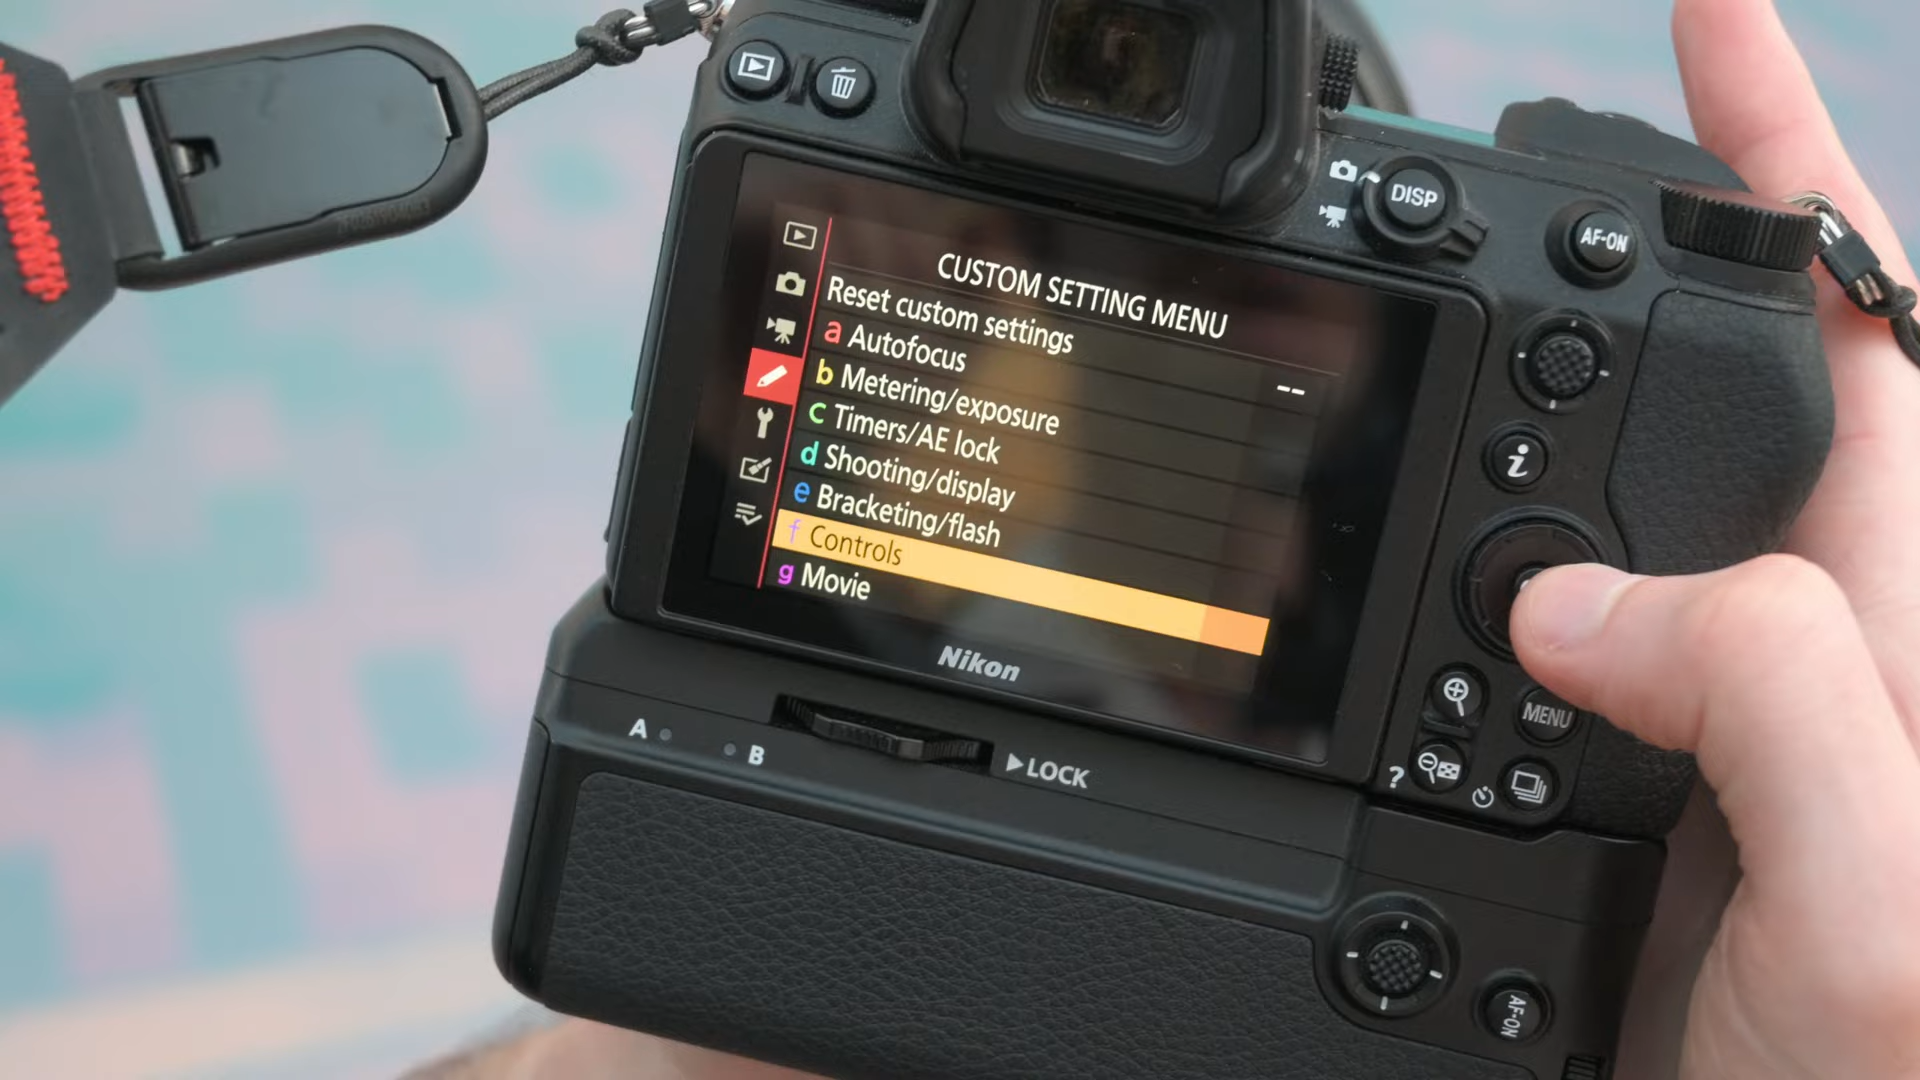 DISP
AF-ON
CUSTOM SETTING MENU
Reset custom settings
a Autofocus
--
b Metering/exposure
c Timers/AE lock
d Shooting/display
e Bracketing/flash
f Controls
g Movie
i
Nikon
MENU
A
B
LOCK
?
AF-ON